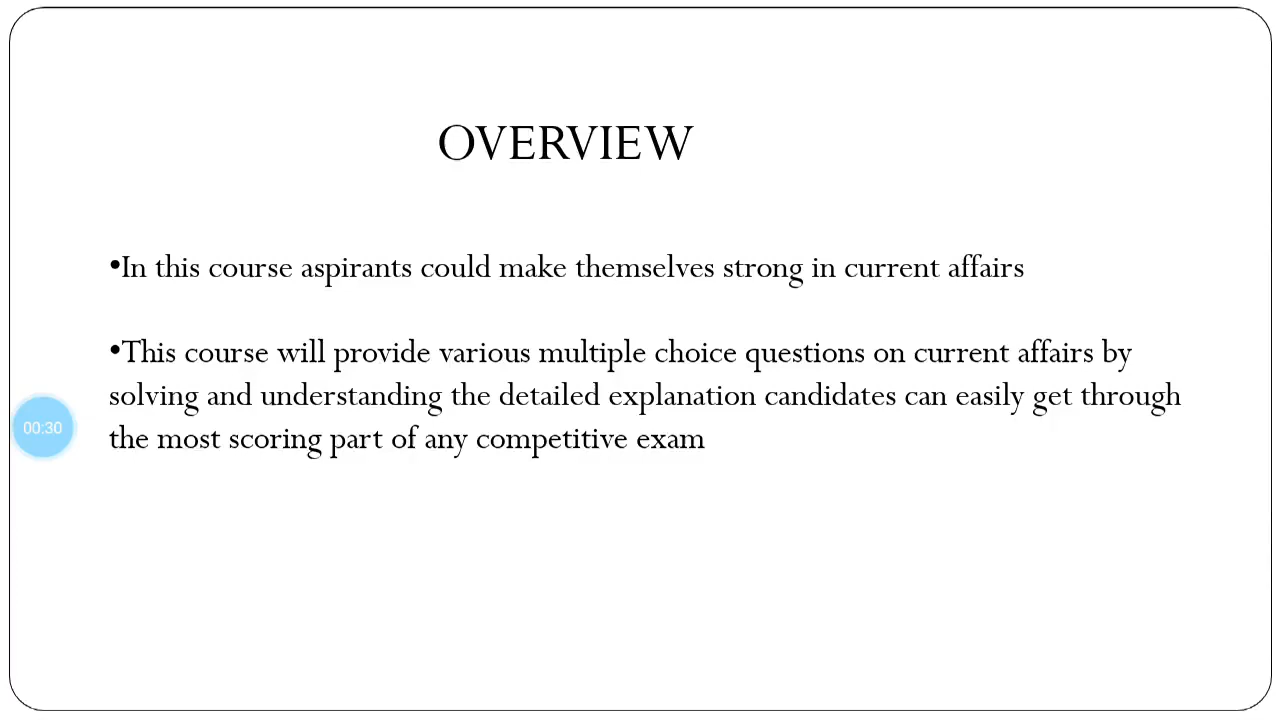 OVERVIEW
•In this course aspirants could make themselves strong in current affairs
•This course will provide various multiple choice questions on current affairs by
solving and understanding the detailed explanation candidates can easily get through
00:30
the most scoring part of any competitive exam